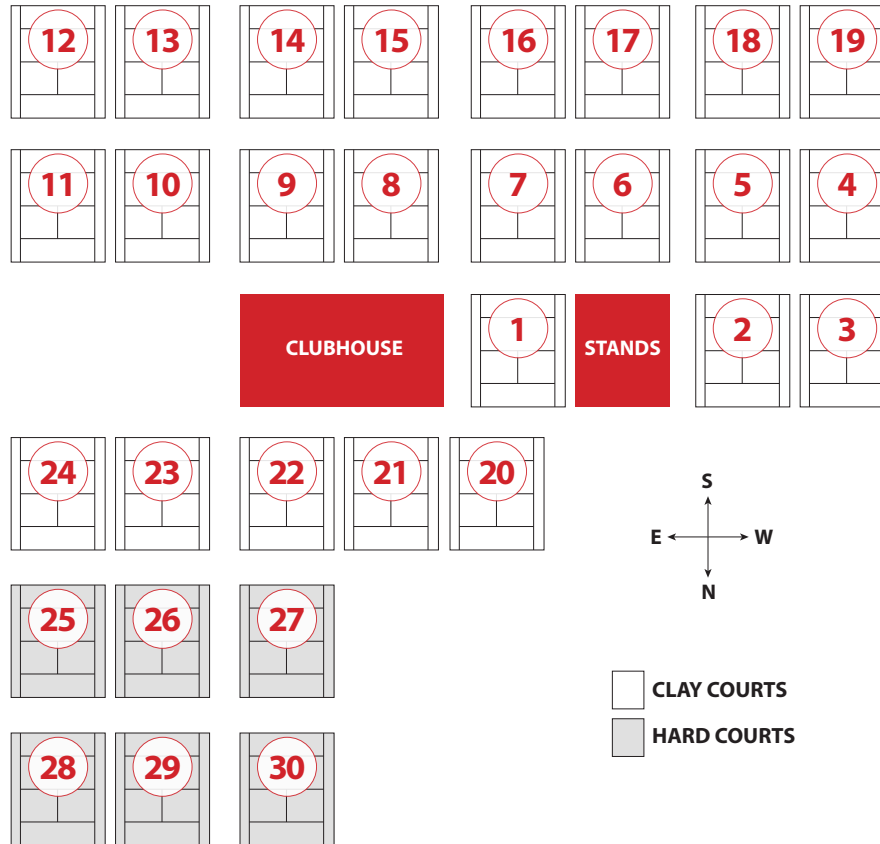 12 13 14 15 16 17 18 19
11 10 9 8 7 6 5 4
CLUBHOUSE 1 STANDS 2 3
24 23 22 21 20
S
E W
N
25 26 27
CLAY COURTS
HARD COURTS
28 29 30